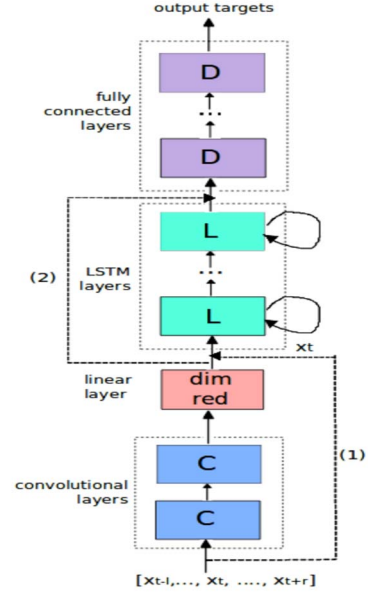 output targets
D
fully
connected
layers
...
D
L
(2)
LSTM
layers
...
L
xt
linear
layer
dim
red
(1)
C
convolutional
layers
C
[xt-l,..., xt, ...., xt+r]